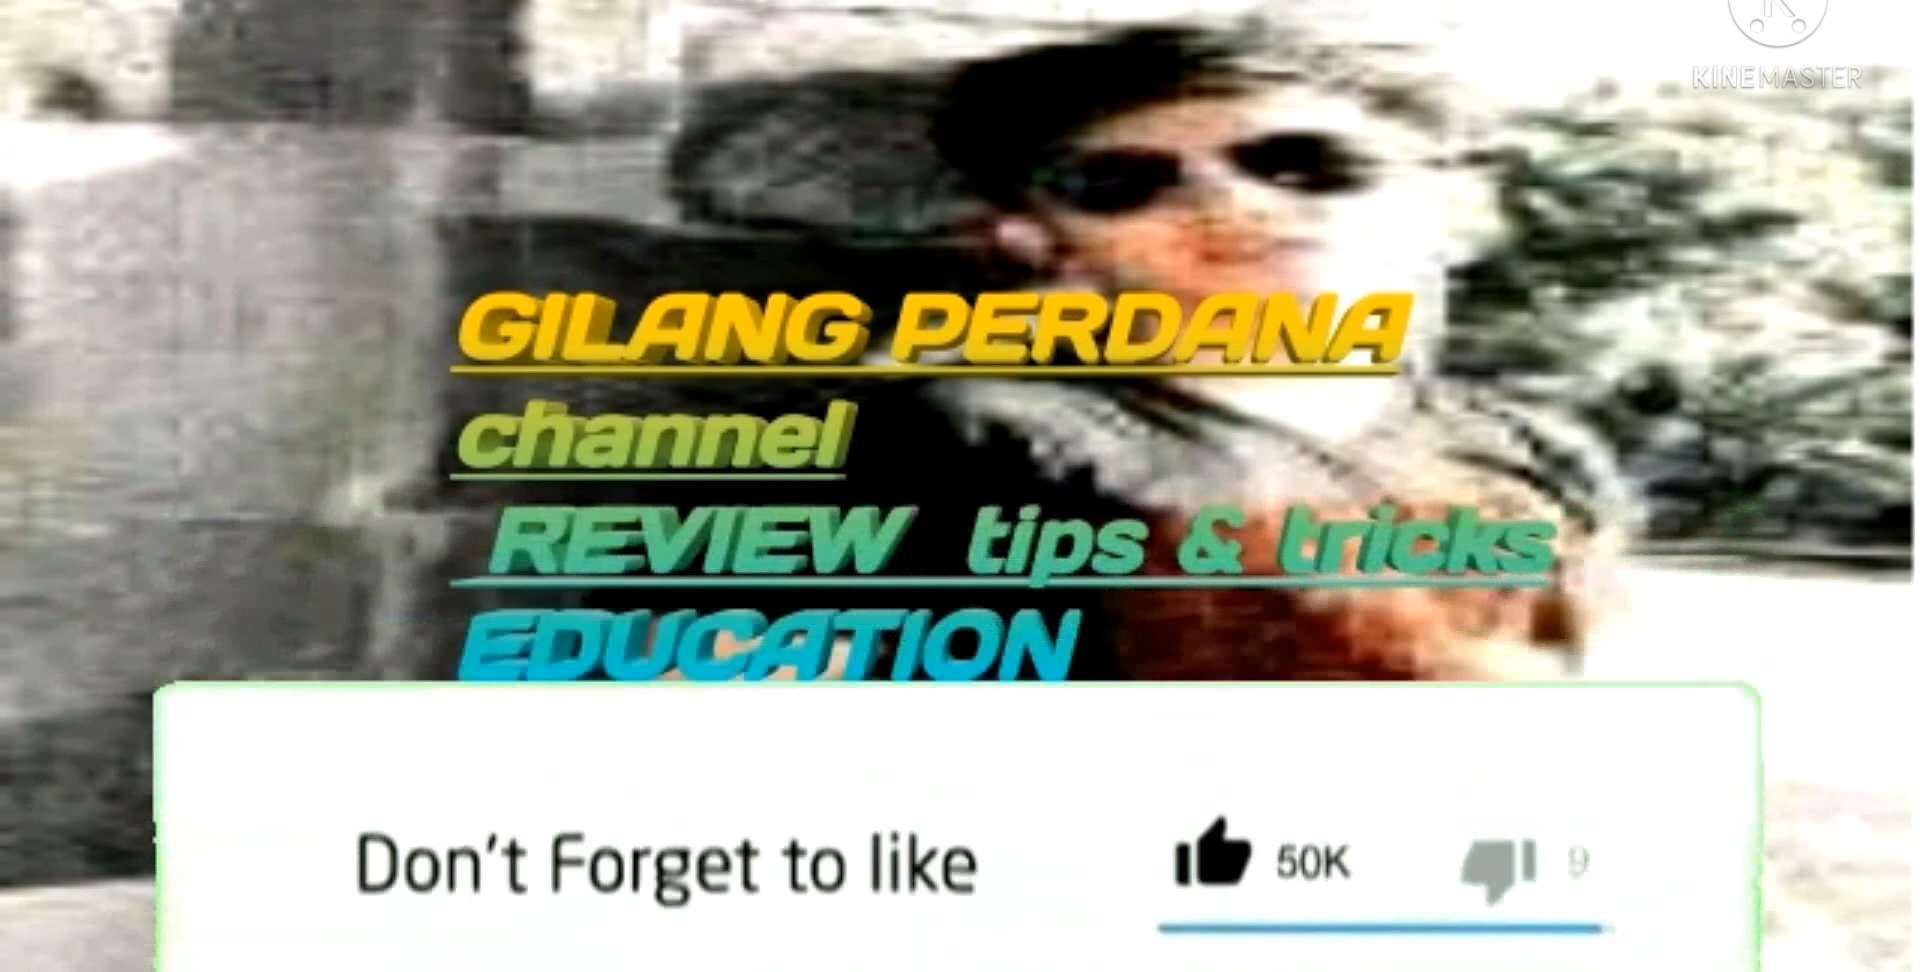 KINEMASTER
GILANG PERDANA
channel
REVIEW tips & tricks
EDUCATION
Don't Forget to like
50K
9